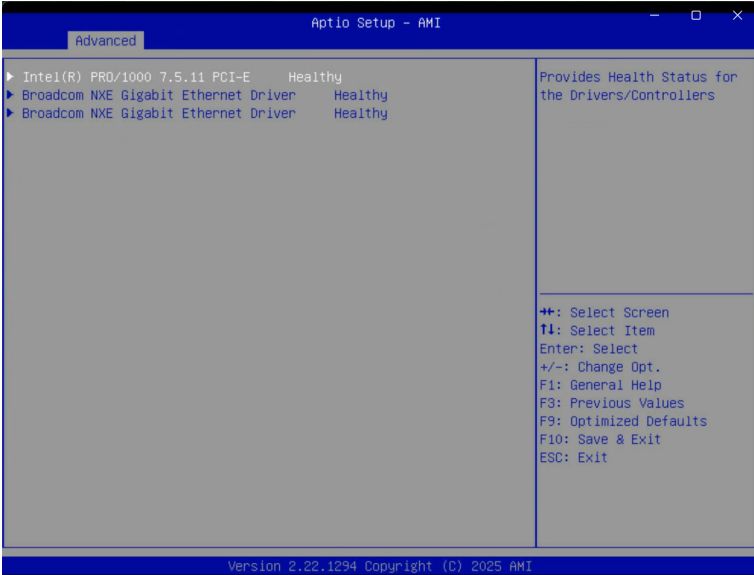 Aptio Setup - AMI
Advanced
Intel(R) PRO/1000 7.5.11 PCI-E Healthy
Broadcom NXE Gigabit Ethernet Driver Healthy
Broadcom NXE Gigabit Ethernet Driver Healthy
Provides Health Status for
the Drivers/Controllers
→←: Select Screen
↑↓: Select Item
Enter: Select
+/-: Change Opt.
F1: General Help
F3: Previous Values
F9: Optimized Defaults
F10: Save & Exit
ESC: Exit
Version 2.22.1294 Copyright (C) 2025 AMI